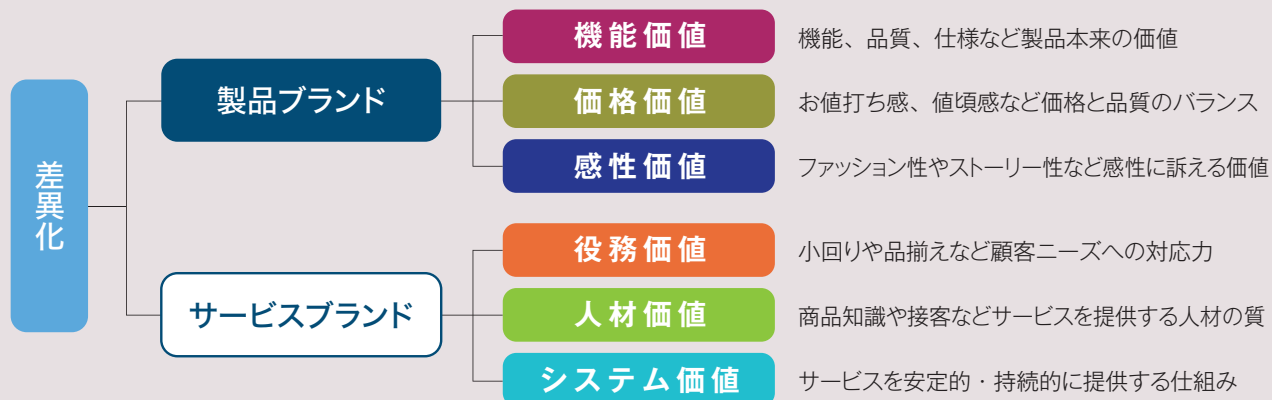 差異化
製品ブランド
機能価値
機能、品質、仕様など製品本来の価値
価格価値
お値打ち感、値頃感など価格と品質のバランス
感性価値
ファッション性やストーリー性など感性に訴える価値
サービスブランド
役務価値
小回りや品揃えなど顧客ニーズへの対応力
人材価値
商品知識や接客などサービスを提供する人材の質
システム価値
サービスを安定的・持続的に提供する仕組み